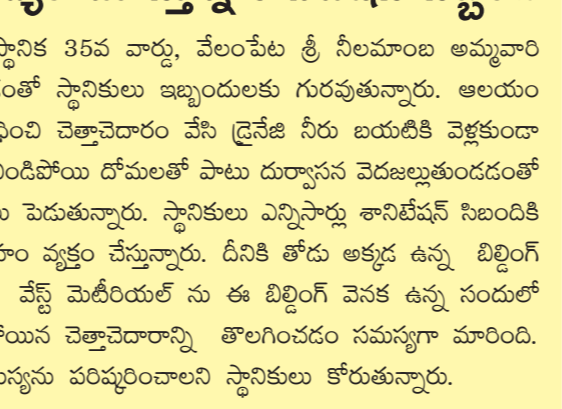 స్థానిక 35వ వార్డు, వేలంపేట శ్రీ నీలమాంబ అమ్మవారి
స్థానికులు ఇబ్బందులకు గురవుతున్నారు. ఆలయం
చెత్తాచెదారం వేసి డ్రైనేజి నీరు బయటికి వెళ్లకుండా
దోమలతో పాటు దుర్వాసన వెదజల్లుతుండడంతో
పెడుతున్నారు. స్థానికులు ఎన్నిసార్లు శానిటేషన్ సిబందికి
వ్యక్తం చేస్తున్నారు. దీనికి తోడు అక్కడ ఉన్న బిల్డింగ్
వేస్ట్ మెటీరియల్ ను ఈ బిల్డింగ్ వెనక ఉన్న సందులో
చెత్తాచెదారాన్ని తొలగించడం సమస్యగా మారింది.
పరిష్కరించాలని స్థానికులు కోరుతున్నారు.